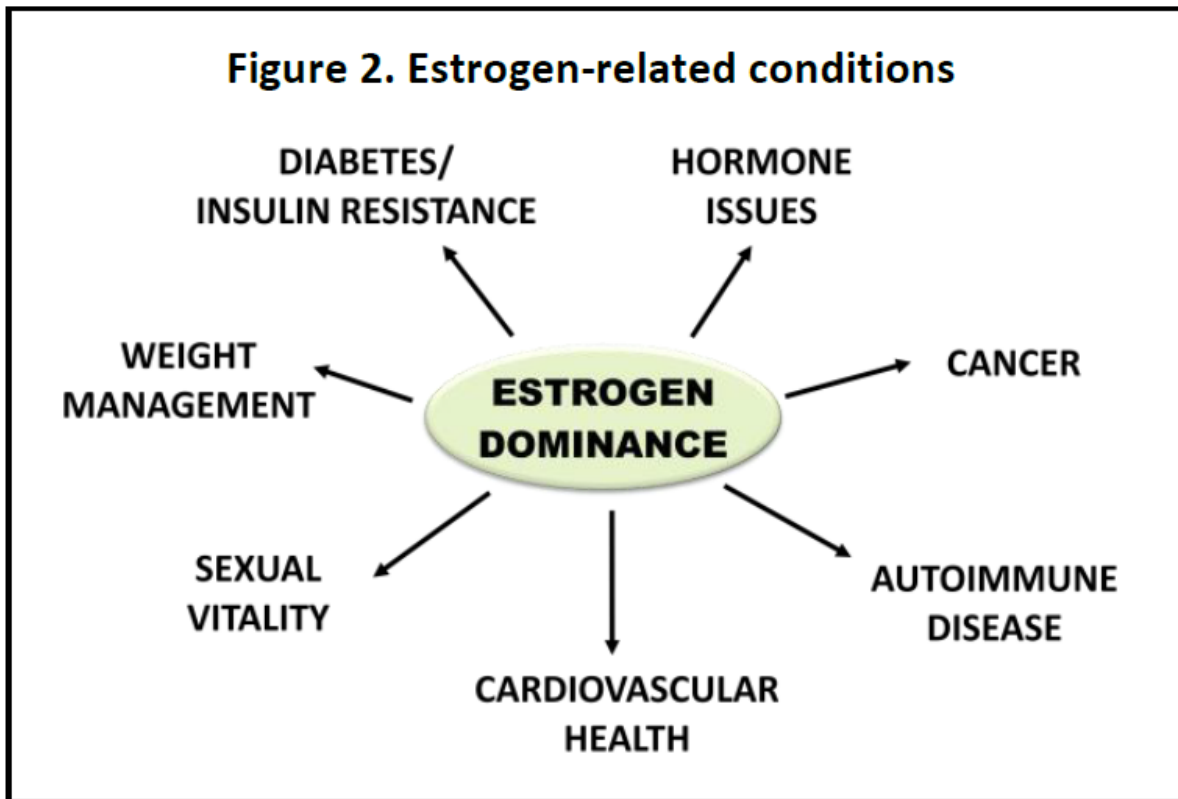 Figure 2. Estrogen-related conditions
DIABETES/
INSULIN RESISTANCE
HORMONE
ISSUES
WEIGHT
MANAGEMENT
ESTROGEN
DOMINANCE
CANCER
SEXUAL
VITALITY
AUTOIMMUNE
DISEASE
CARDIOVASCULAR
HEALTH